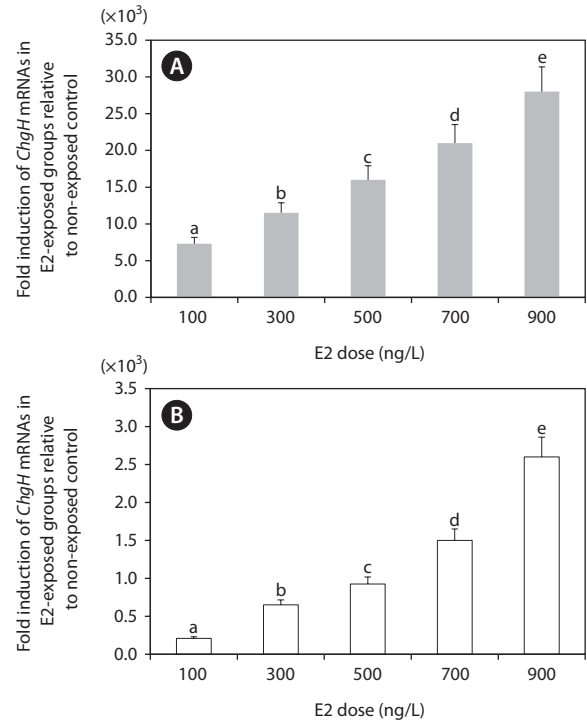 (×10³)
Fold induction of ChgH mRNAs in
E2-exposed groups relative
to non-exposed control
35.0
30.0
25.0
20.0
15.0
10.0
5.0
0.0
A
a
b
c
d
e
100 300 500 700 900
E2 dose (ng/L)
(×10³)
Fold induction of ChgH mRNAs in
E2-exposed groups relative
to non-exposed control
3.5
3.0
2.5
2.0
1.5
1.0
0.5
0.0
B
a
b
c
d
e
100 300 500 700 900
E2 dose (ng/L)